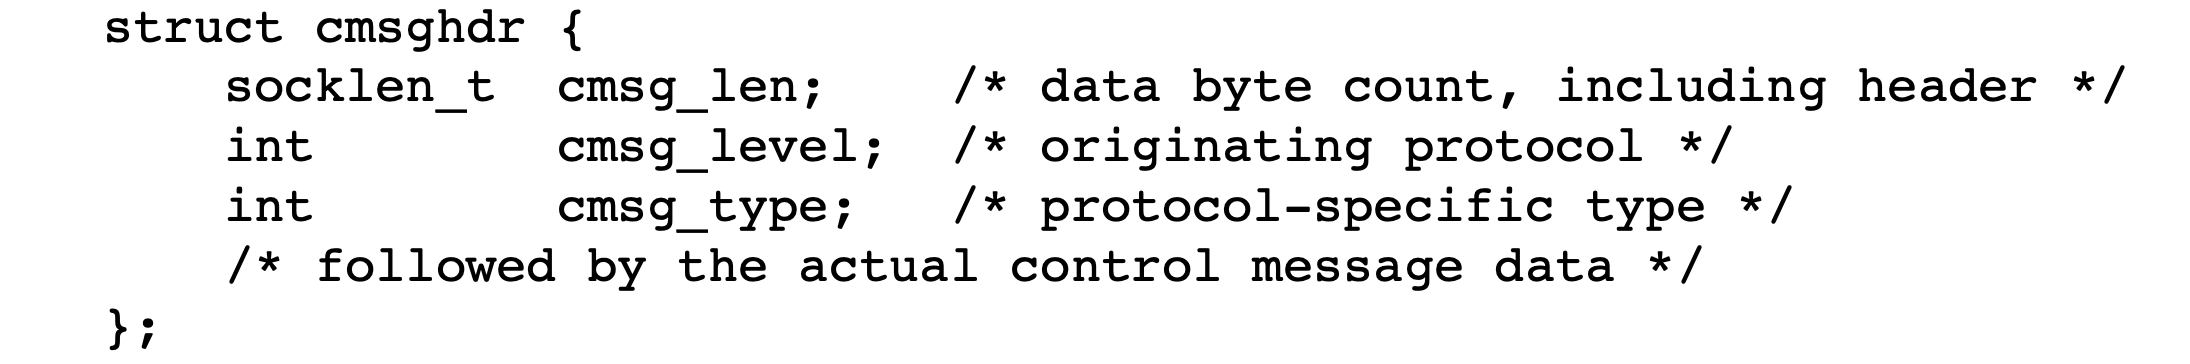 struct cmsghdr {
    socklen_t  cmsg_len;    /* data byte count, including header */
    int        cmsg_level;  /* originating protocol */
    int        cmsg_type;   /* protocol-specific type */
    /* followed by the actual control message data */
};